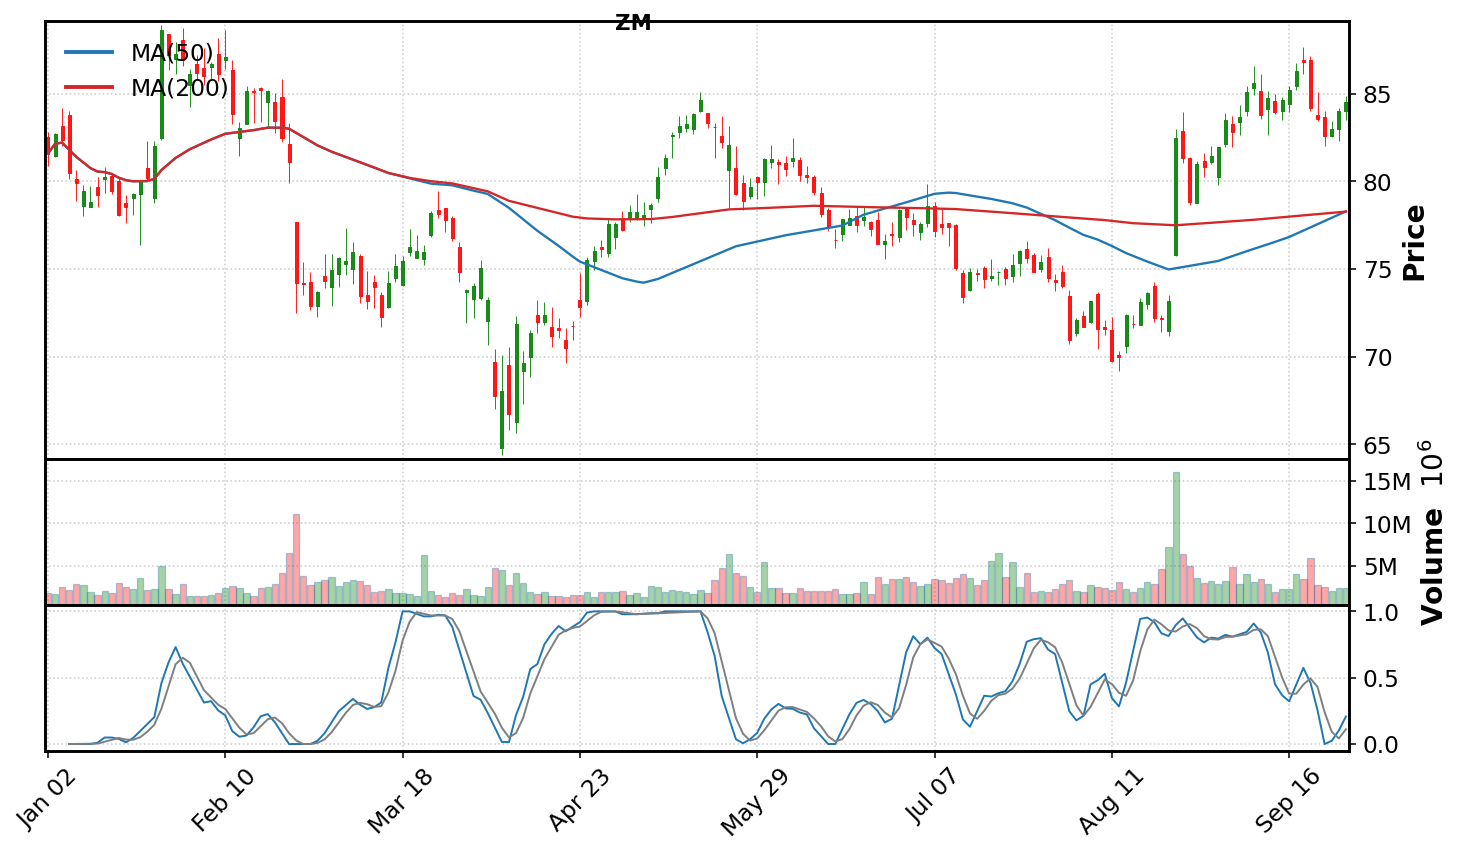 ZM
MA(50)
MA(200)
85
80
75
70
65
Price
15M
10M
5M
Volume 10^6
1.0
0.5
0.0
Jan 02
Feb 10
Mar 18
Apr 23
May 29
Jul 07
Aug 11
Sep 16